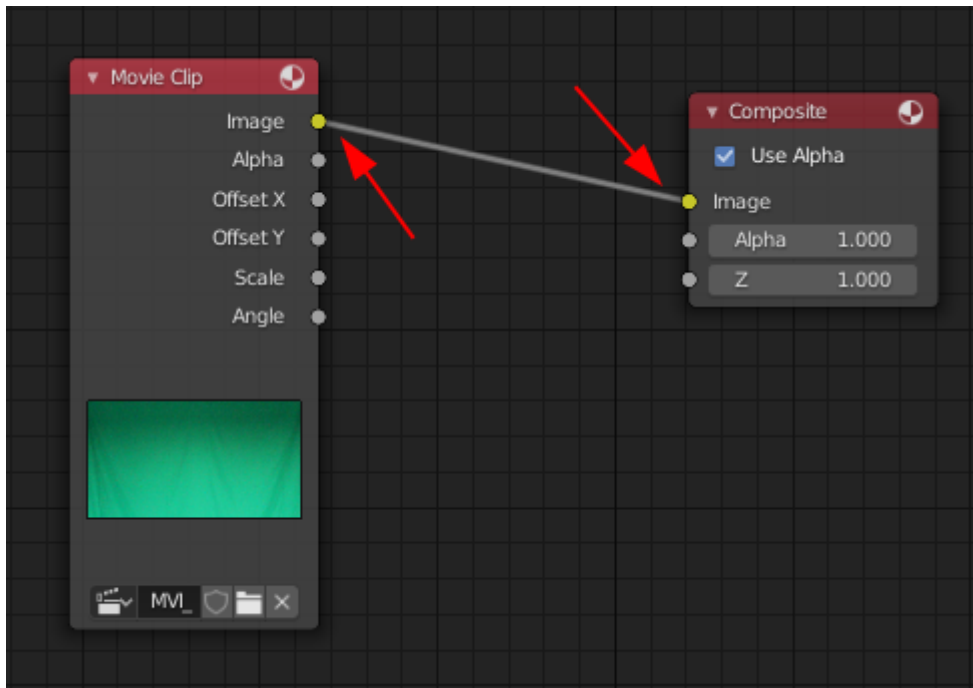 Movie Clip
Image
Alpha
Offset X
Offset Y
Scale
Angle
MVI_
Composite
Use Alpha
Image
Alpha 1.000
Z 1.000